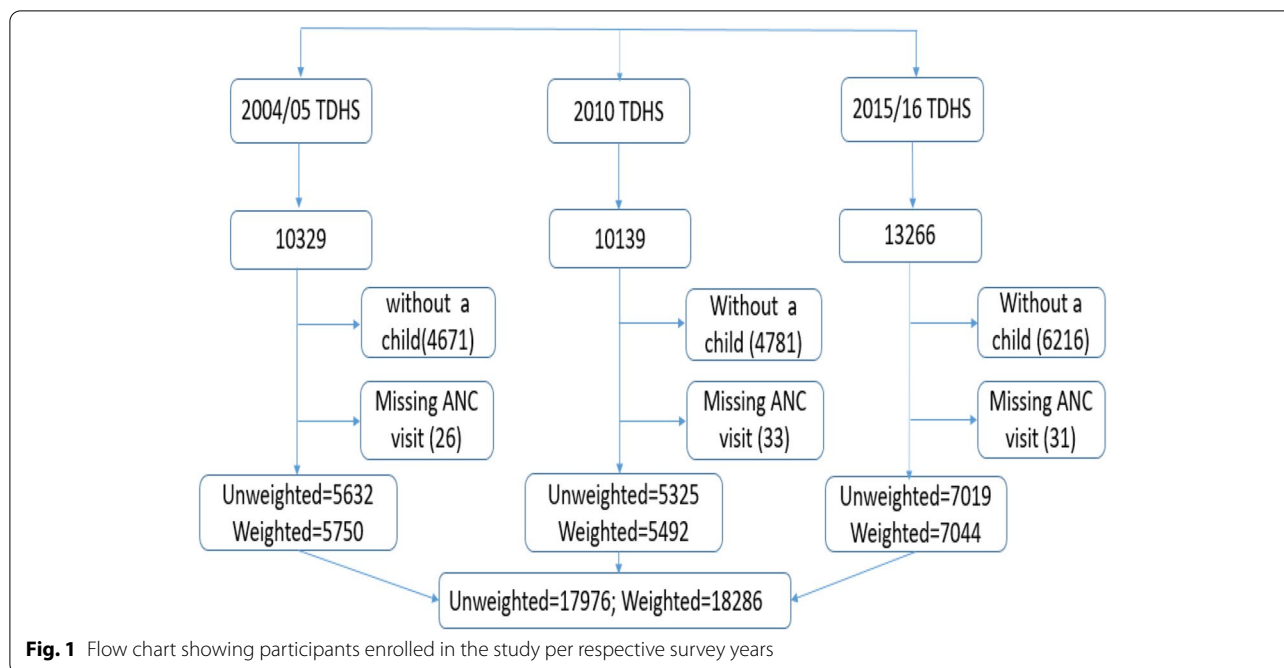 2004/05 TDHS
2010 TDHS
2015/16 TDHS
10329
10139
13266
without a
child(4671)
Without a
child (4781)
Without a
child (6216)
Missing ANC
visit (26)
Missing ANC
visit (33)
Missing ANC
visit (31)
Unweighted=5632
Weighted=5750
Unweighted=5325
Weighted=5492
Unweighted=7019
Weighted=7044
Unweighted=17976; Weighted=18286
Fig. 1 Flow chart showing participants enrolled in the study per respective survey years